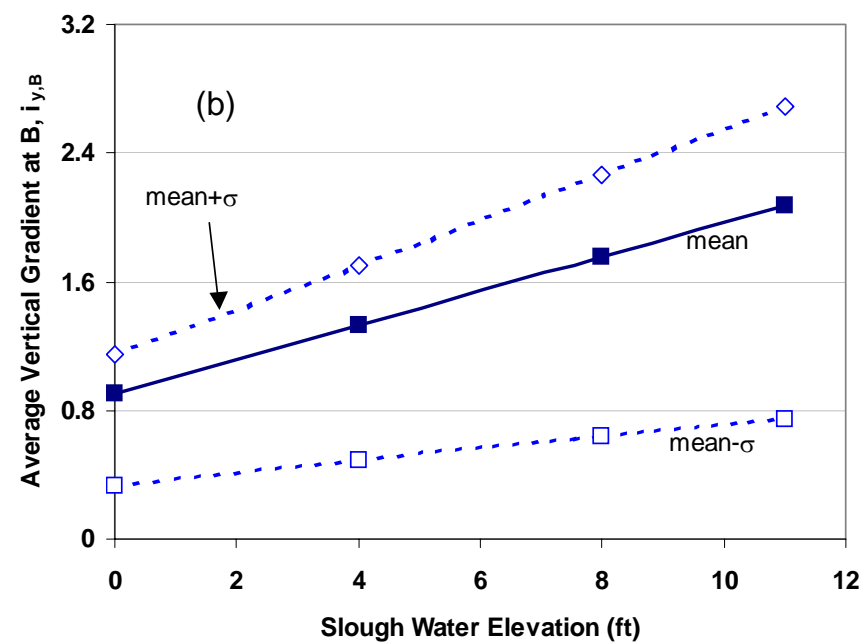 Average Vertical Gradient at B, i y,B
3.2
2.4
1.6
0.8
0
(b)
mean+σ
mean
mean-σ
0 2 4 6 8 10 12
Slough Water Elevation (ft)